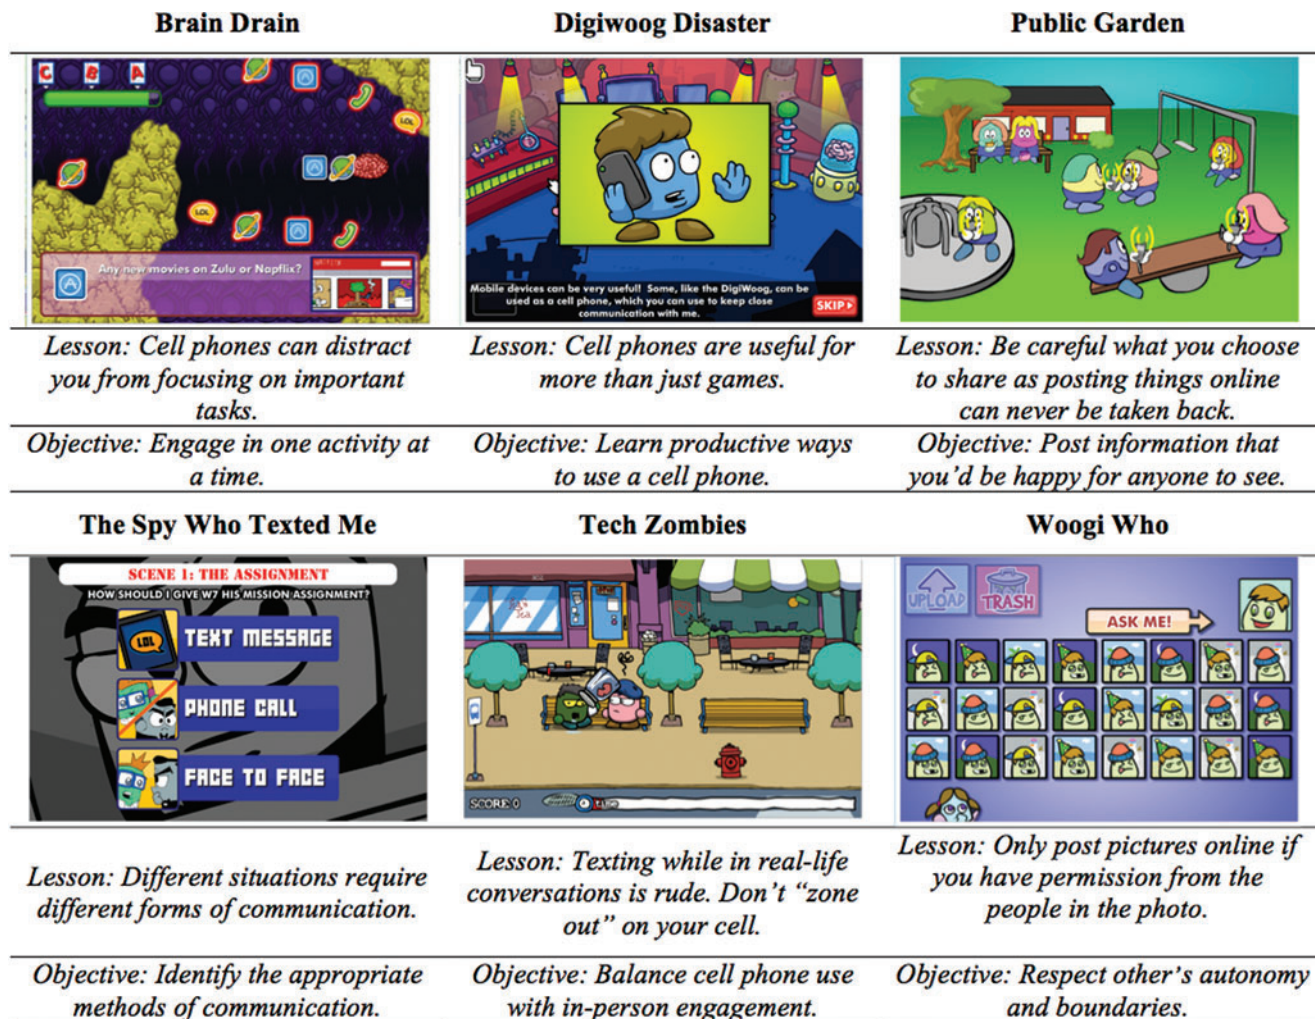 Brain Drain
Digiwoog Disaster
Public Garden
C B A
LOL
LOL
Any new movies on Zulu or Napflix?
Mobile devices can be very useful! Some, like the DigiWoog, can be
used as a cell phone, which you can use to keep close
communication with me.
SKIP
Lesson: Cell phones can distract
you from focusing on important
tasks.
Lesson: Cell phones are useful for
more than just games.
Lesson: Be careful what you choose
to share as posting things online
can never be taken back.
Objective: Engage in one activity at
a time.
Objective: Learn productive ways
to use a cell phone.
Objective: Post information that
you'd be happy for anyone to see.
The Spy Who Texted Me
Tech Zombies
Woogi Who
SCENE 1: THE ASSIGNMENT
HOW SHOULD I GIVE W7 HIS MISSION ASSIGNMENT?
LOL
TEXT MESSAGE
PHONE CALL
FACE TO FACE
SCORE: 0
UPLOAD
TRASH
ASK ME!
Lesson: Different situations require
different forms of communication.
Lesson: Texting while in real-life
conversations is rude. Don't "zone
out" on your cell.
Lesson: Only post pictures online if
you have permission from the
people in the photo.
Objective: Identify the appropriate
methods of communication.
Objective: Balance cell phone use
with in-person engagement.
Objective: Respect other's autonomy
and boundaries.